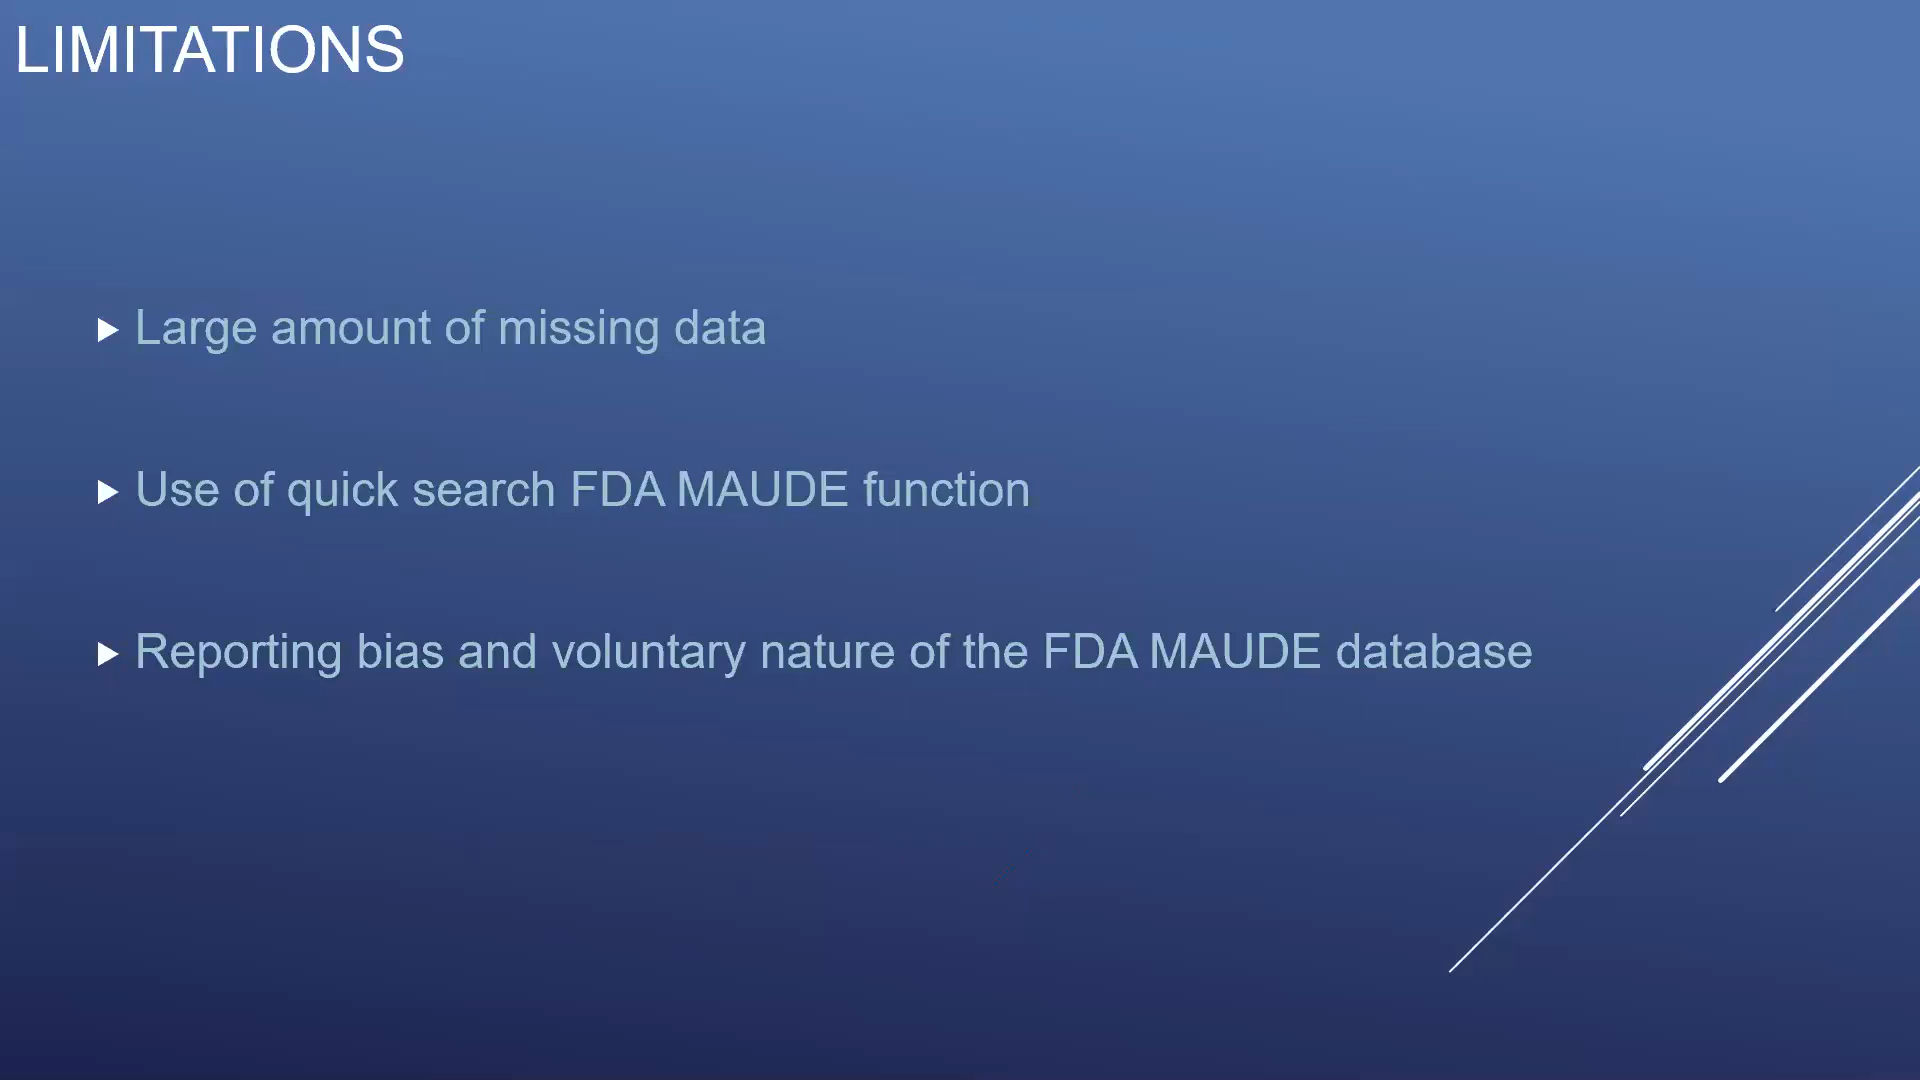 LIMITATIONS
Large amount of missing data
Use of quick search FDA MAUDE function
Reporting bias and voluntary nature of the FDA MAUDE database